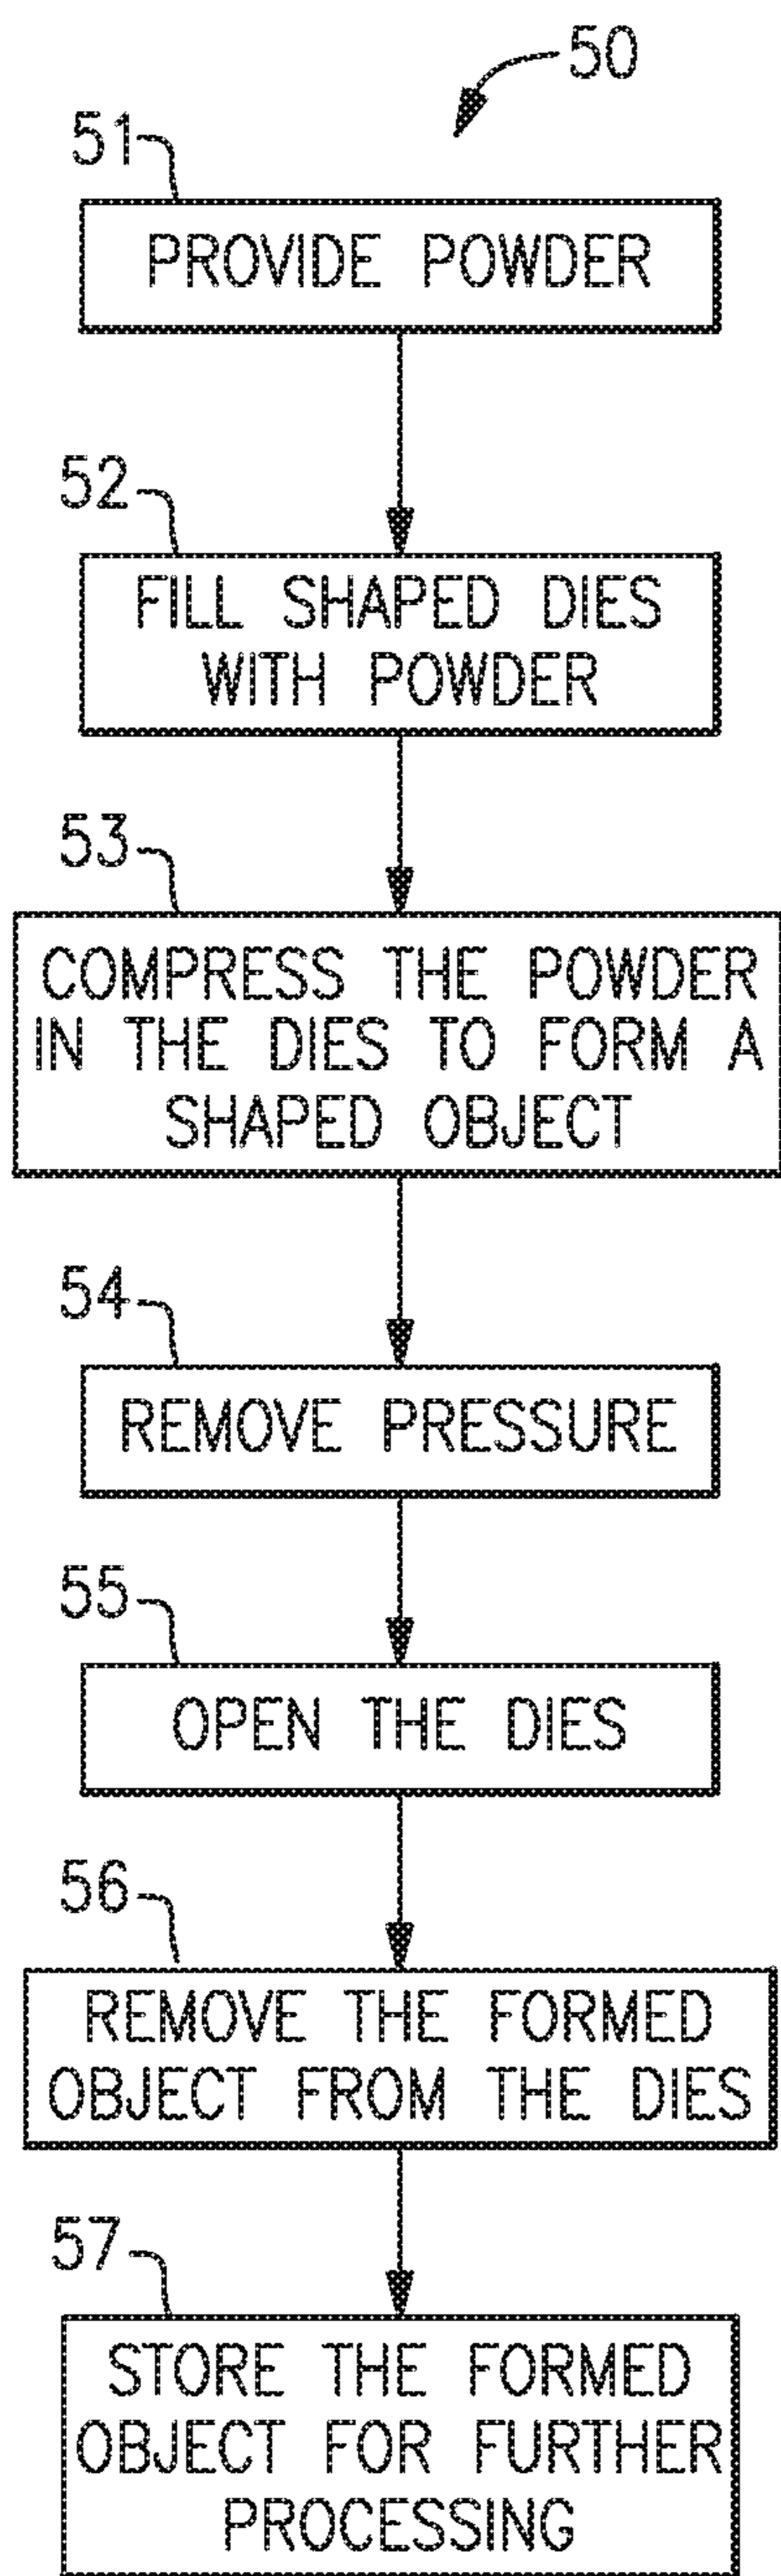 50
51
PROVIDE POWDER
52
FILL SHAPED DIES
WITH POWDER
53
COMPRESS THE POWDER
IN THE DIES TO FORM A
SHAPED OBJECT
54
REMOVE PRESSURE
55
OPEN THE DIES
56
REMOVE THE FORMED
OBJECT FROM THE DIES
57
STORE THE FORMED
OBJECT FOR FURTHER
PROCESSING